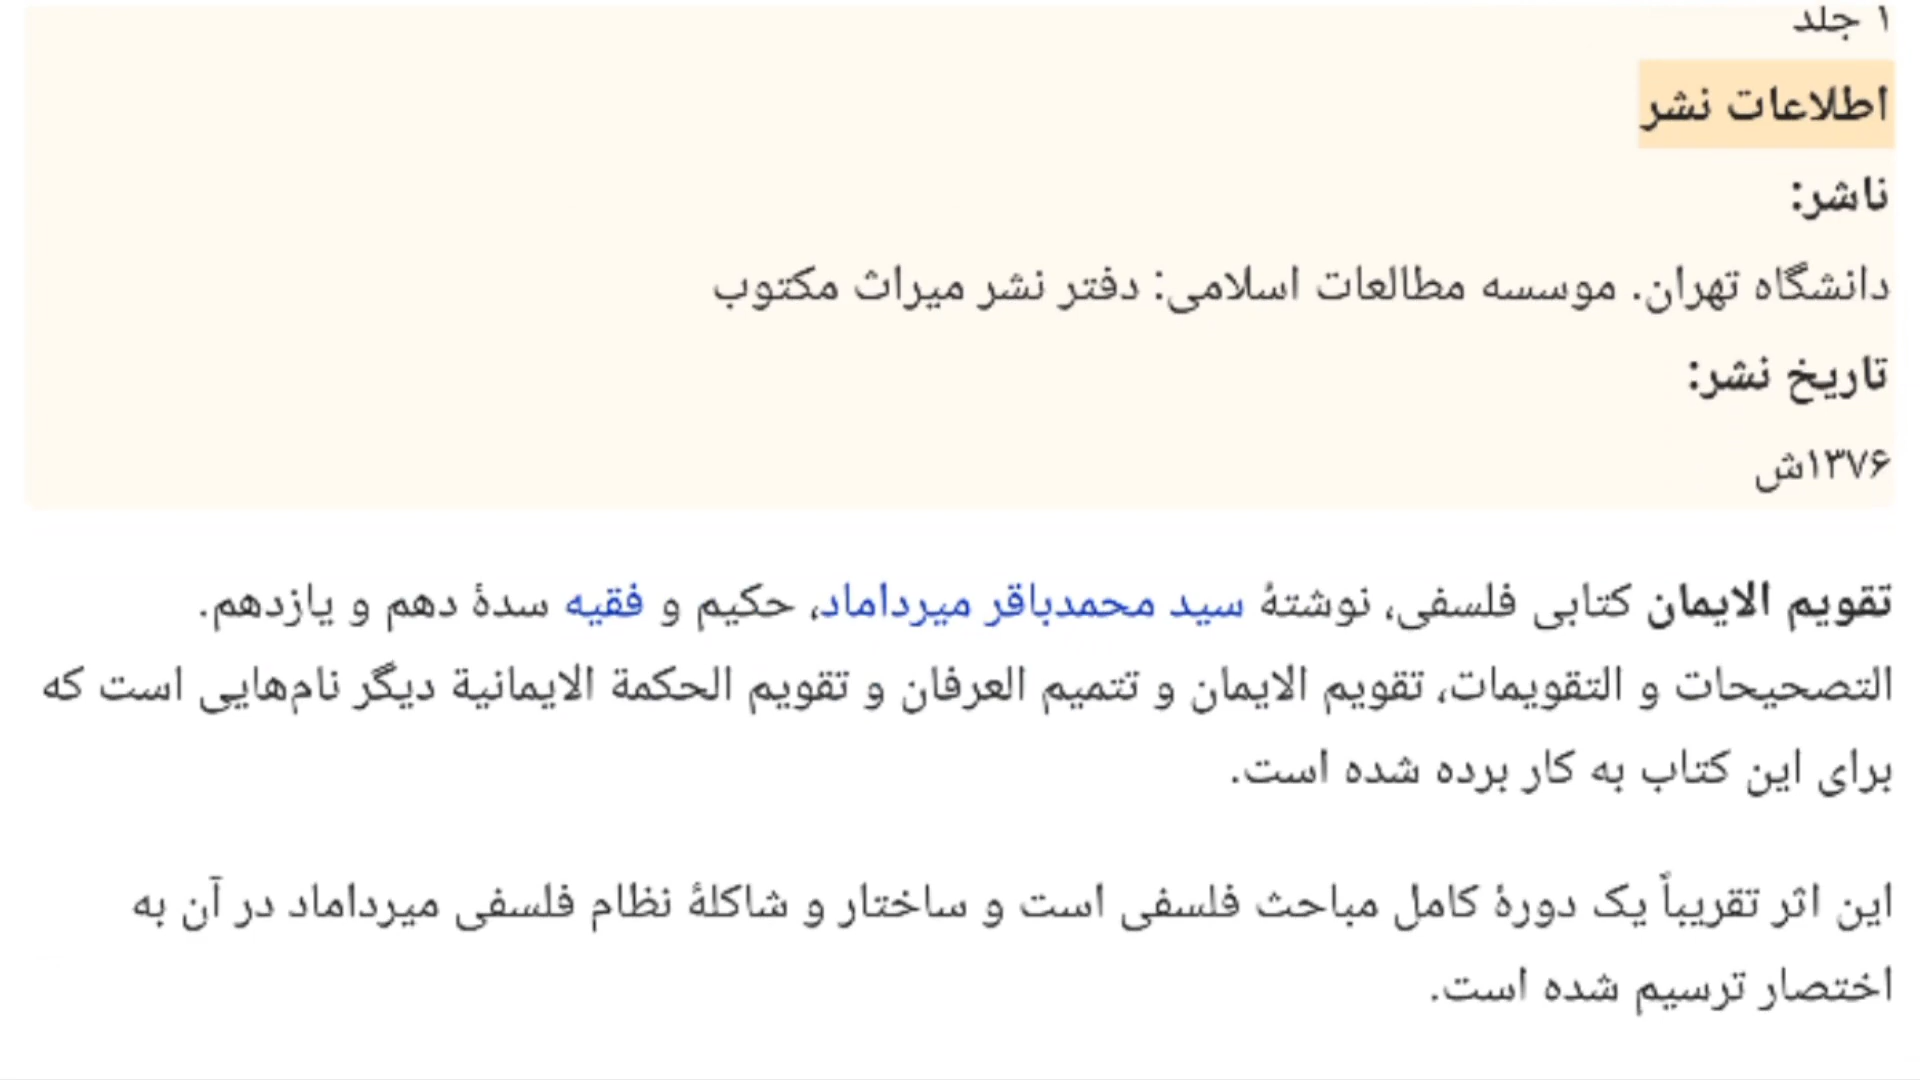 ۱ جلد
اطلاعات نشر
ناشر:
دانشگاه تهران. موسسه مطالعات اسلامی: دفتر نشر میراث مکتوب
تاریخ نشر:
۱۳۷۶ش
تقویم الایمان کتابی فلسفی، نوشتهٔ سید محمدباقر میرداماد، حکیم و فقیه سدهٔ دهم و یازدهم.
التصحیحات و التقویمات، تقویم الایمان و تتمیم العرفان و تقویم الحکمة الایمانیة دیگر نام‌هایی است که
برای این کتاب به کار برده شده است.
این اثر تقریباً یک دورهٔ کامل مباحث فلسفی است و ساختار و شاکلهٔ نظام فلسفی میرداماد در آن به
اختصار ترسیم شده است.